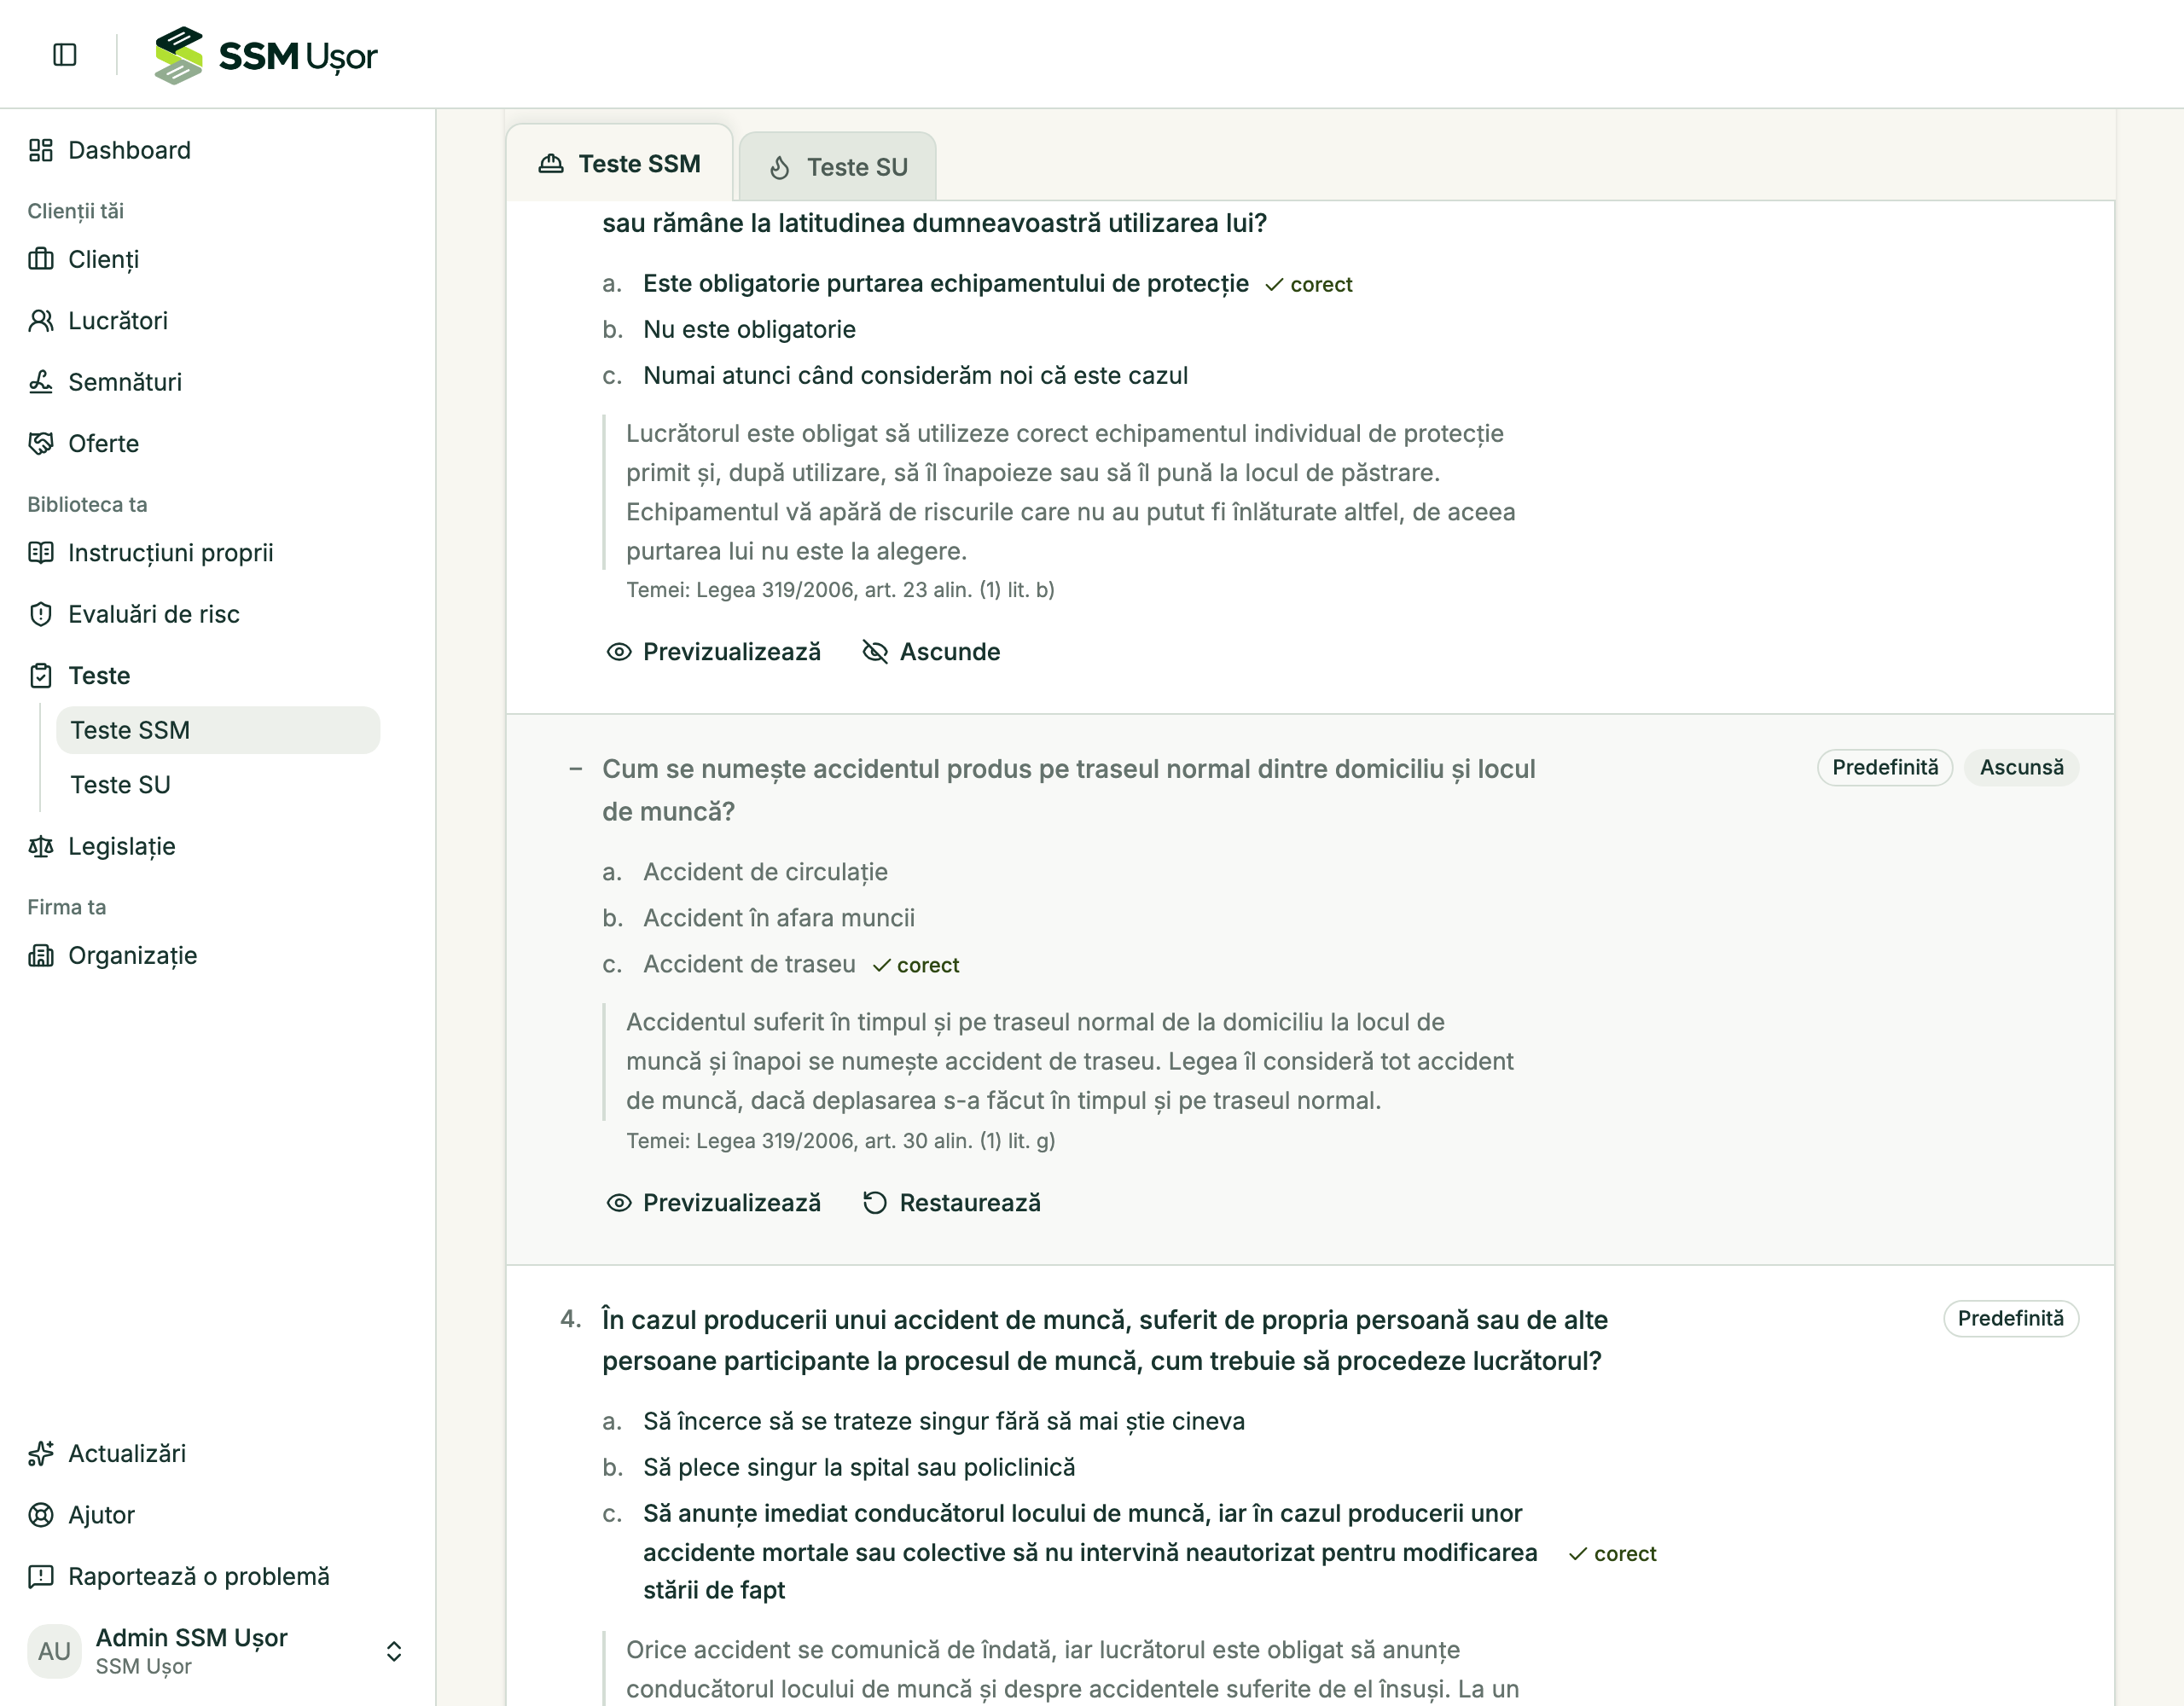 SSM Ușor
Dashboard
Clienții tăi
Clienți
Lucrători
Semnături
Oferte
Biblioteca ta
Instrucțiuni proprii
Evaluări de risc
Teste
Teste SSM
Teste SU
Legislație
Firma ta
Organizație
Actualizări
Ajutor
Raportează o problemă
AU
Admin SSM Ușor
SSM Ușor
Teste SSM
Teste SU
sau rămâne la latitudinea dumneavoastră utilizarea lui?
a. Este obligatorie purtarea echipamentului de protecție corect
b. Nu este obligatorie
c. Numai atunci când considerăm noi că este cazul
Lucrătorul este obligat să utilizeze corect echipamentul individual de protecție
primit și, după utilizare, să îl înapoieze sau să îl pună la locul de păstrare.
Echipamentul vă apără de riscurile care nu au putut fi înlăturate altfel, de aceea
purtarea lui nu este la alegere.
Temei: Legea 319/2006, art. 23 alin. (1) lit. b)
Previzualizează Ascunde
– Cum se numește accidentul produs pe traseul normal dintre domiciliu și locul
de muncă?
Predefinită Ascunsă
a. Accident de circulație
b. Accident în afara muncii
c. Accident de traseu corect
Accidentul suferit în timpul și pe traseul normal de la domiciliu la locul de
muncă și înapoi se numește accident de traseu. Legea îl consideră tot accident
de muncă, dacă deplasarea s-a făcut în timpul și pe traseul normal.
Temei: Legea 319/2006, art. 30 alin. (1) lit. g)
Previzualizează Restaurează
4. În cazul producerii unui accident de muncă, suferit de propria persoană sau de alte
persoane participante la procesul de muncă, cum trebuie să procedeze lucrătorul?
Predefinită
a. Să încerce să se trateze singur fără să mai știe cineva
b. Să plece singur la spital sau policlinică
c. Să anunțe imediat conducătorul locului de muncă, iar în cazul producerii unor
accidente mortale sau colective să nu intervină neautorizat pentru modificarea corect
stării de fapt
Orice accident se comunică de îndată, iar lucrătorul este obligat să anunțe
conducătorul locului de muncă și despre accidentele suferite de el însuși. La un